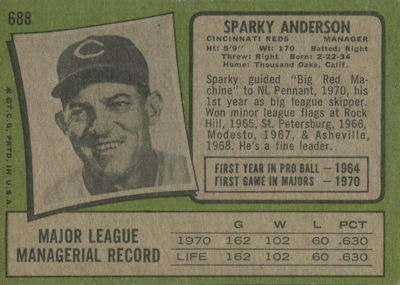 688
SPARKY ANDERSON
CINCINNATI REDS MANAGER
Ht: 5'9" Wt: 170 Batted: Right
Threw: Right Born: 2-22-34
Home: Thousand Oaks, Calif.
Sparky guided "Big Red Ma-
chine" to NL Pennant, 1970, his
1st year as big league skipper.
Won minor league flags at Rock
Hill, 1965, St. Petersburg, 1966,
Modesto, 1967, & Asheville,
1968. He's a fine leader.
FIRST YEAR IN PRO BALL - 1964
FIRST GAME IN MAJORS - 1970
* © T.C.G. PRTD. IN U.S.A.
C
MAJOR LEAGUE
MANAGERIAL RECORD
G W L PCT
1970 162 102 60 .630
LIFE 162 102 60 .630